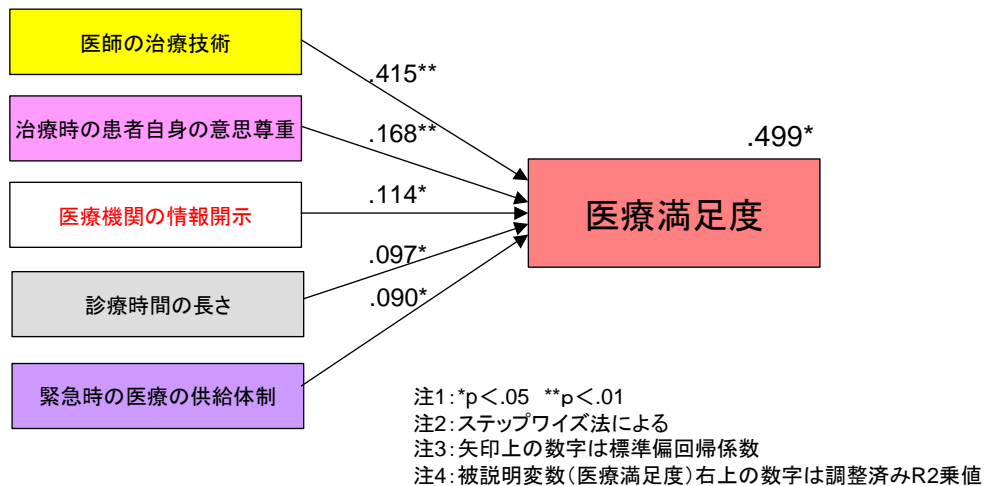 医師の治療技術
.415**
治療時の患者自身の意思尊重
.168**
.499*
医療機関の情報開示
.114*
医療満足度
.097*
診療時間の長さ
.090*
緊急時の医療の供給体制
注1:*p<.05 **p<.01
注2:ステップワイズ法による
注3:矢印上の数字は標準偏回帰係数
注4:被説明変数(医療満足度)右上の数字は調整済みR2乗値